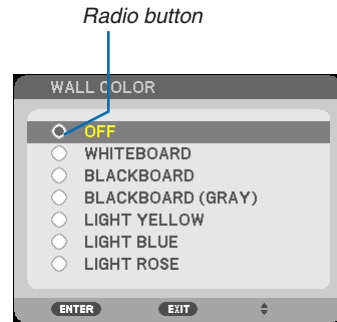 Radio button
WALL COLOR
OFF
WHITEBOARD
BLACKBOARD
BLACKBOARD (GRAY)
LIGHT YELLOW
LIGHT BLUE
LIGHT ROSE
ENTER EXIT